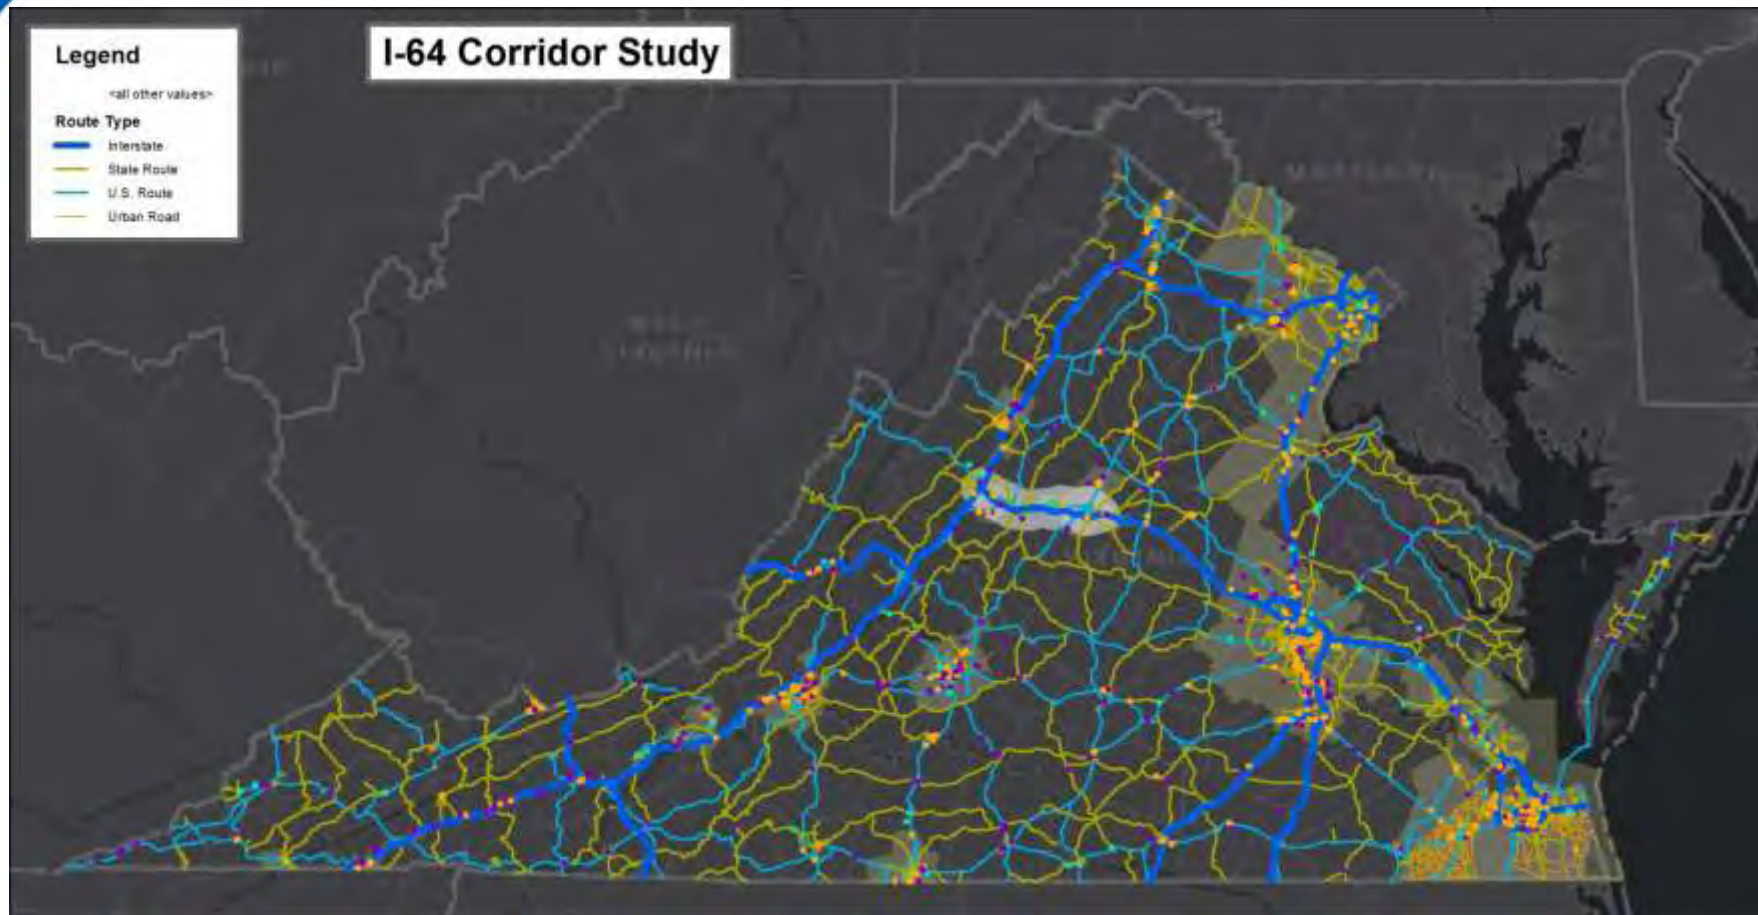 Legend
I-64 Corridor Study
<all other values>
Route Type
Interstate
State Route
U.S. Route
Urban Road